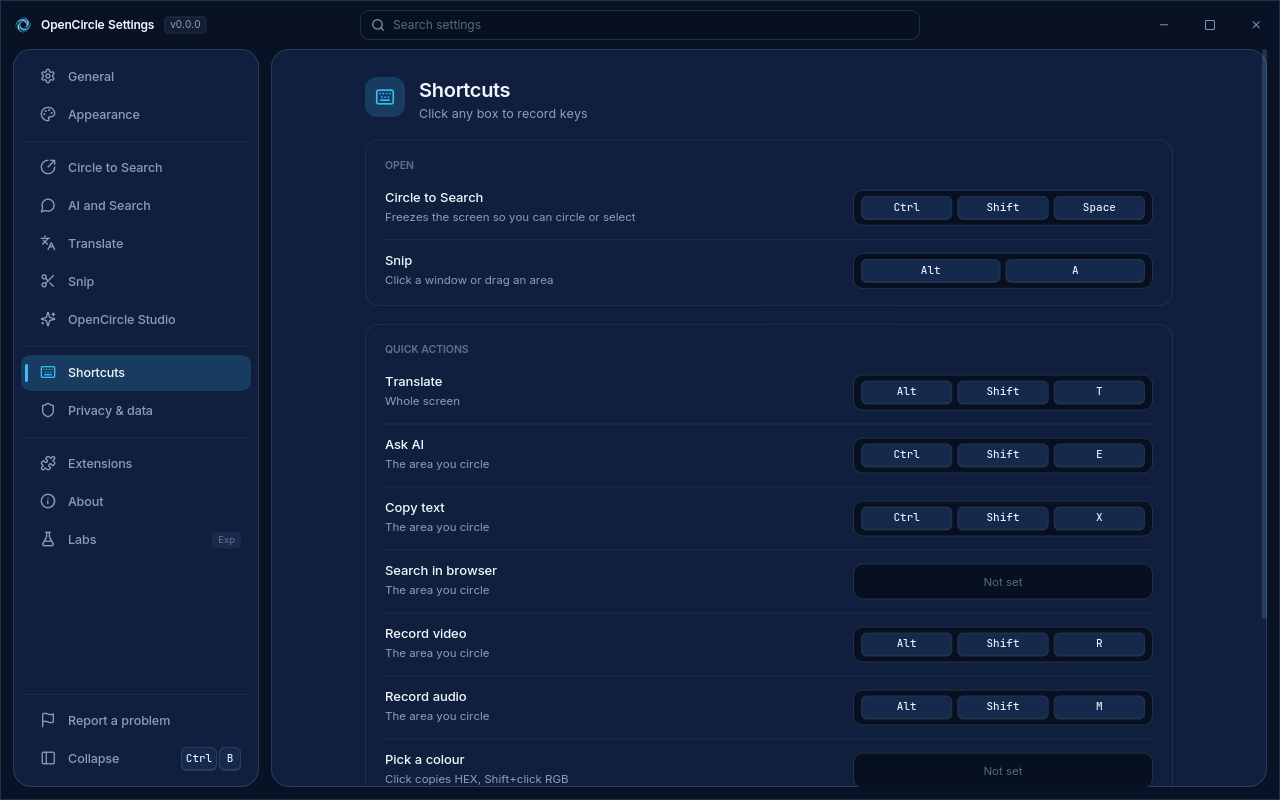 OpenCircle Settings v0.0.0
Search settings
General
Appearance
Circle to Search
AI and Search
Translate
Snip
OpenCircle Studio
Shortcuts
Privacy & data
Extensions
About
Labs Exp
Report a problem
Collapse Ctrl B
Shortcuts
Click any box to record keys
OPEN
Circle to Search
Freezes the screen so you can circle or select
Ctrl Shift Space
Snip
Click a window or drag an area
Alt A
QUICK ACTIONS
Translate
Whole screen
Alt Shift T
Ask AI
The area you circle
Ctrl Shift E
Copy text
The area you circle
Ctrl Shift X
Search in browser
The area you circle
Not set
Record video
The area you circle
Alt Shift R
Record audio
The area you circle
Alt Shift M
Pick a colour
Click copies HEX, Shift+click RGB
Not set